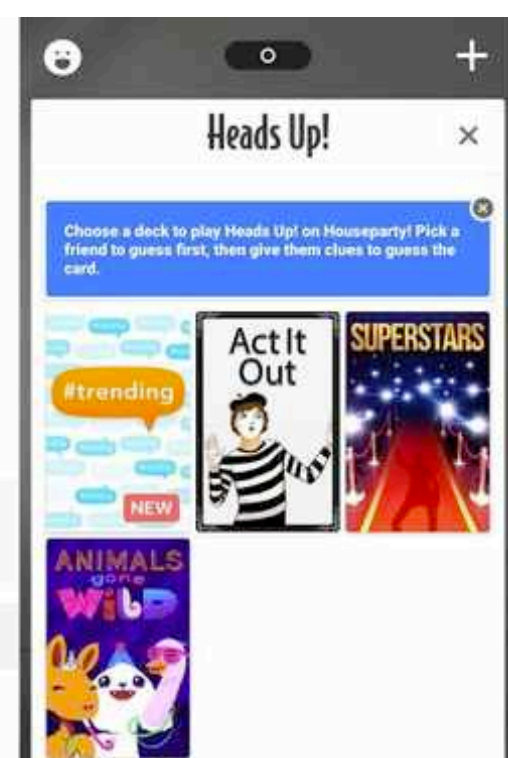 Heads Up!
Choose a deck to play Heads Up! on Houseparty! Pick a
friend to guess first, then give them clues to guess the
card.
#trending
NEW
Act It
Out
SUPERSTARS
ANIMALS
gone
WiLD